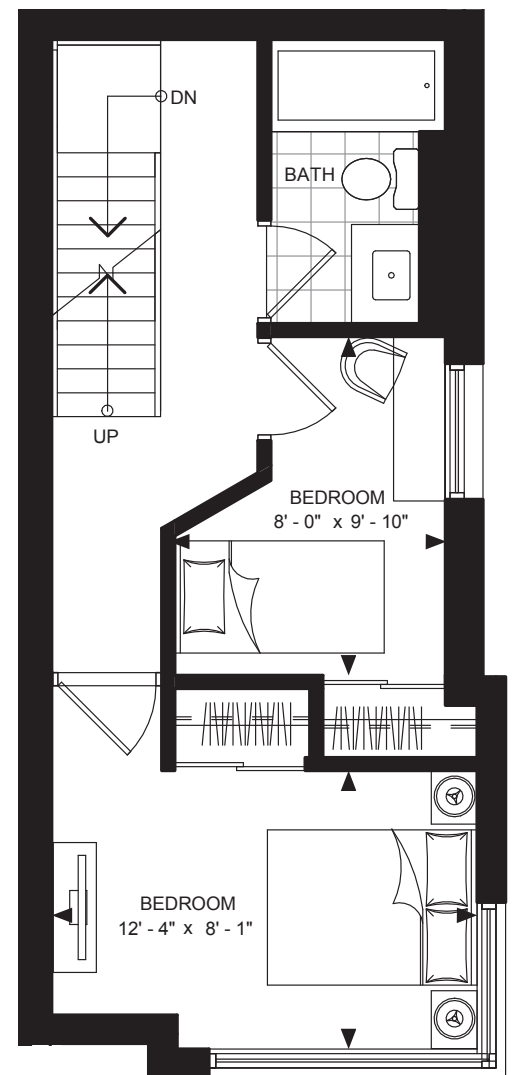 DN
BATH
UP
BEDROOM
8' - 0" x 9' - 10"
BEDROOM
12' - 4" x 8' - 1"